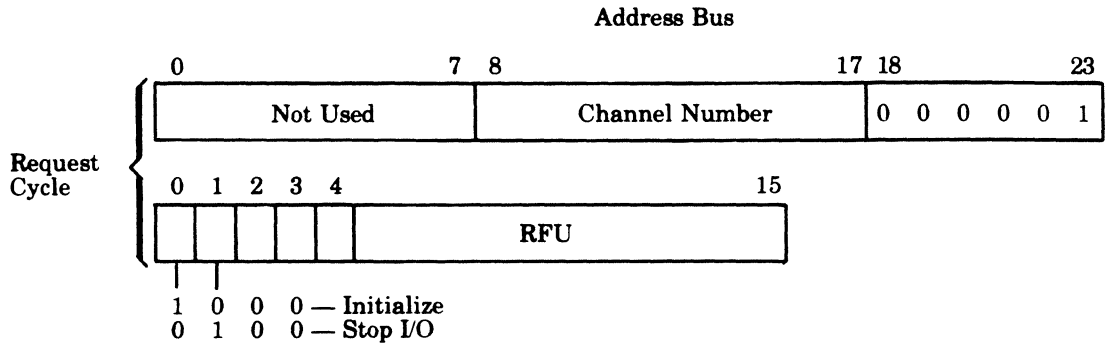 Address Bus
0 7 8 17 18 23
Not Used Channel Number 0 0 0 0 0 1
Request
Cycle
0 1 2 3 4 15
RFU
1 0 0 0 — Initialize
0 1 0 0 — Stop I/O